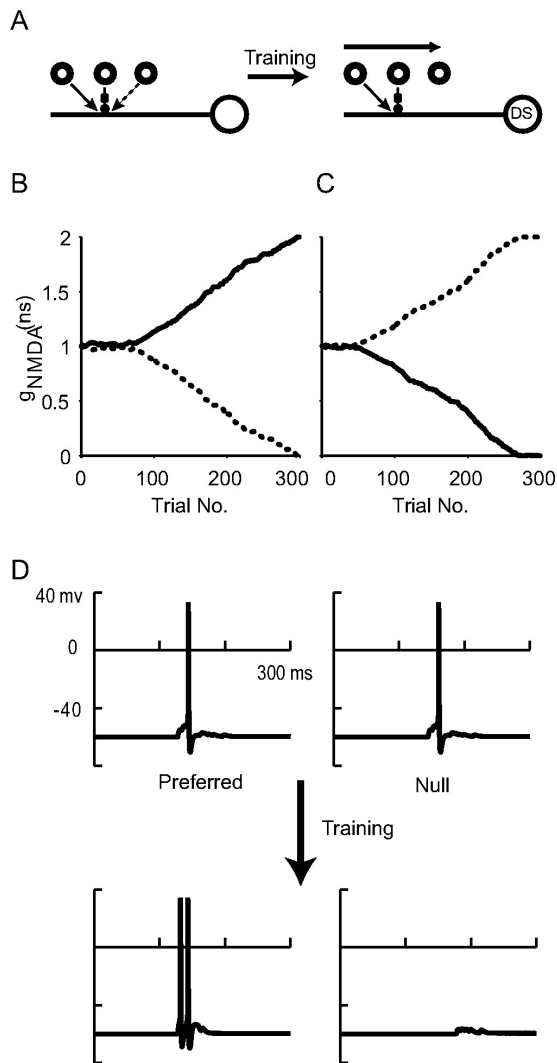 A
Training
DS
B
C
gNMDA(ns)
2
1.5
1
0.5
0
0 100 200 300
0 100 200 300
Trial No.
Trial No.
D
40 mv
0
-40
300 ms
Preferred
Null
Training